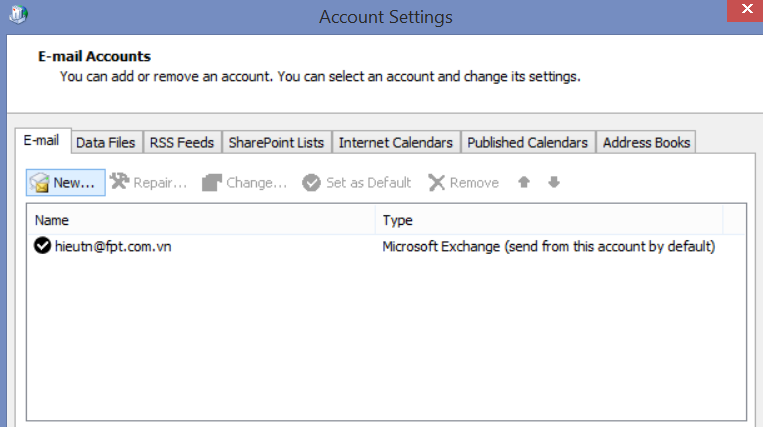 Account Settings
E-mail Accounts
You can add or remove an account. You can select an account and change its settings.
E-mail Data Files RSS Feeds SharePoint Lists Internet Calendars Published Calendars Address Books
New... Repair... Change... Set as Default Remove
Name Type
hieutn@fpt.com.vn Microsoft Exchange (send from this account by default)